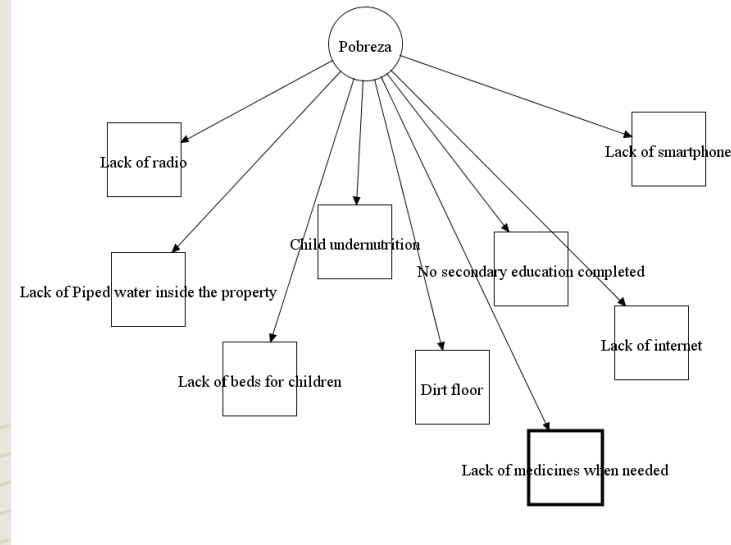 Pobreza
Lack of radio
Lack of smartphone
Child undernutrition
No secondary education completed
Lack of Piped water inside the property
Lack of internet
Lack of beds for children
Dirt floor
Lack of medicines when needed